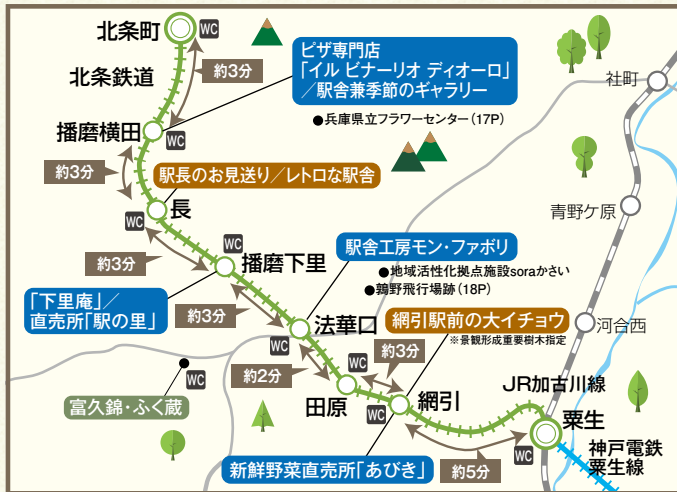 北条町
WC
北条鉄道
約3分
ピザ専門店
「イル ビナーリオ ディオーロ」
／駅舎兼季節のギャラリー
社町
●兵庫県立フラワーセンター（17P）
播磨横田
WC
約3分
駅長のお見送り／レトロな駅舎
長
WC
青野ケ原
約3分
WC
播磨下里
駅舎工房モン・ファボリ
●地域活性化拠点施設soraかさい
●鶉野飛行場跡（18P）
「下里庵」／
直売所「駅の里」
約3分
法華口
WC
網引駅前の大イチョウ
※景観形成重要樹木指定
河合西
約2分
約3分
WC
WC
富久錦・ふく蔵
田原
WC
網引
JR加古川線
粟生
WC
神戸電鉄
粟生線
新鮮野菜直売所「あびき」
約5分